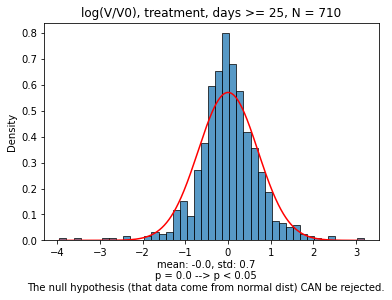 log(V/V0), treatment, days >= 25, N = 710
Density
0.8
0.7
0.6
0.5
0.4
0.3
0.2
0.1
0.0
−4 −3 −2 −1 0 1 2 3
mean: -0.0, std: 0.7
p = 0.0 --> p < 0.05
The null hypothesis (that data come from normal dist) CAN be rejected.